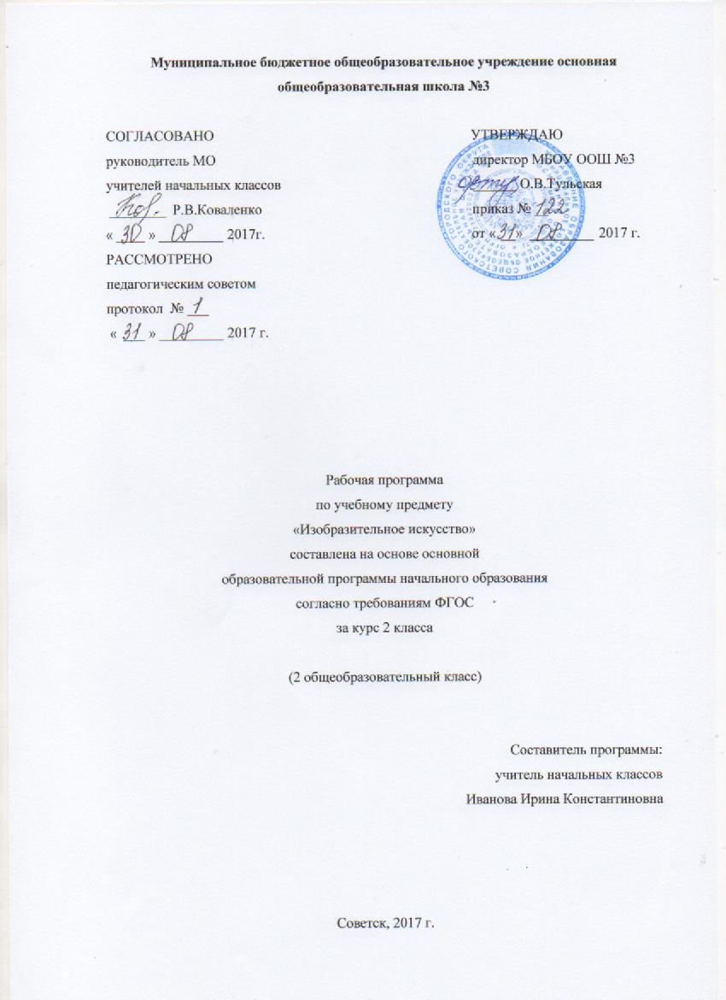 Муниципальное бюджетное общеобразовательное учреждение основная
общеобразовательная школа №3
СОГЛАСОВАНО
руководитель МО
учителей начальных классов
Р.В.Коваленко
« 30 » 08 2017г.
РАССМОТРЕНО
педагогическим советом
протокол № 1
« 31 » 08 2017 г.
УТВЕРЖДАЮ
директор МБОУ ООШ №3
О.В.Тульская
приказ № 122
от «31» 08 2017 г.
Рабочая программа
по учебному предмету
«Изобразительное искусство»
составлена на основе основной
образовательной программы начального образования
согласно требованиям ФГОС
за курс 2 класса
(2 общеобразовательный класс)
Составитель программы:
учитель начальных классов
Иванова Ирина Константиновна
Советск, 2017 г.